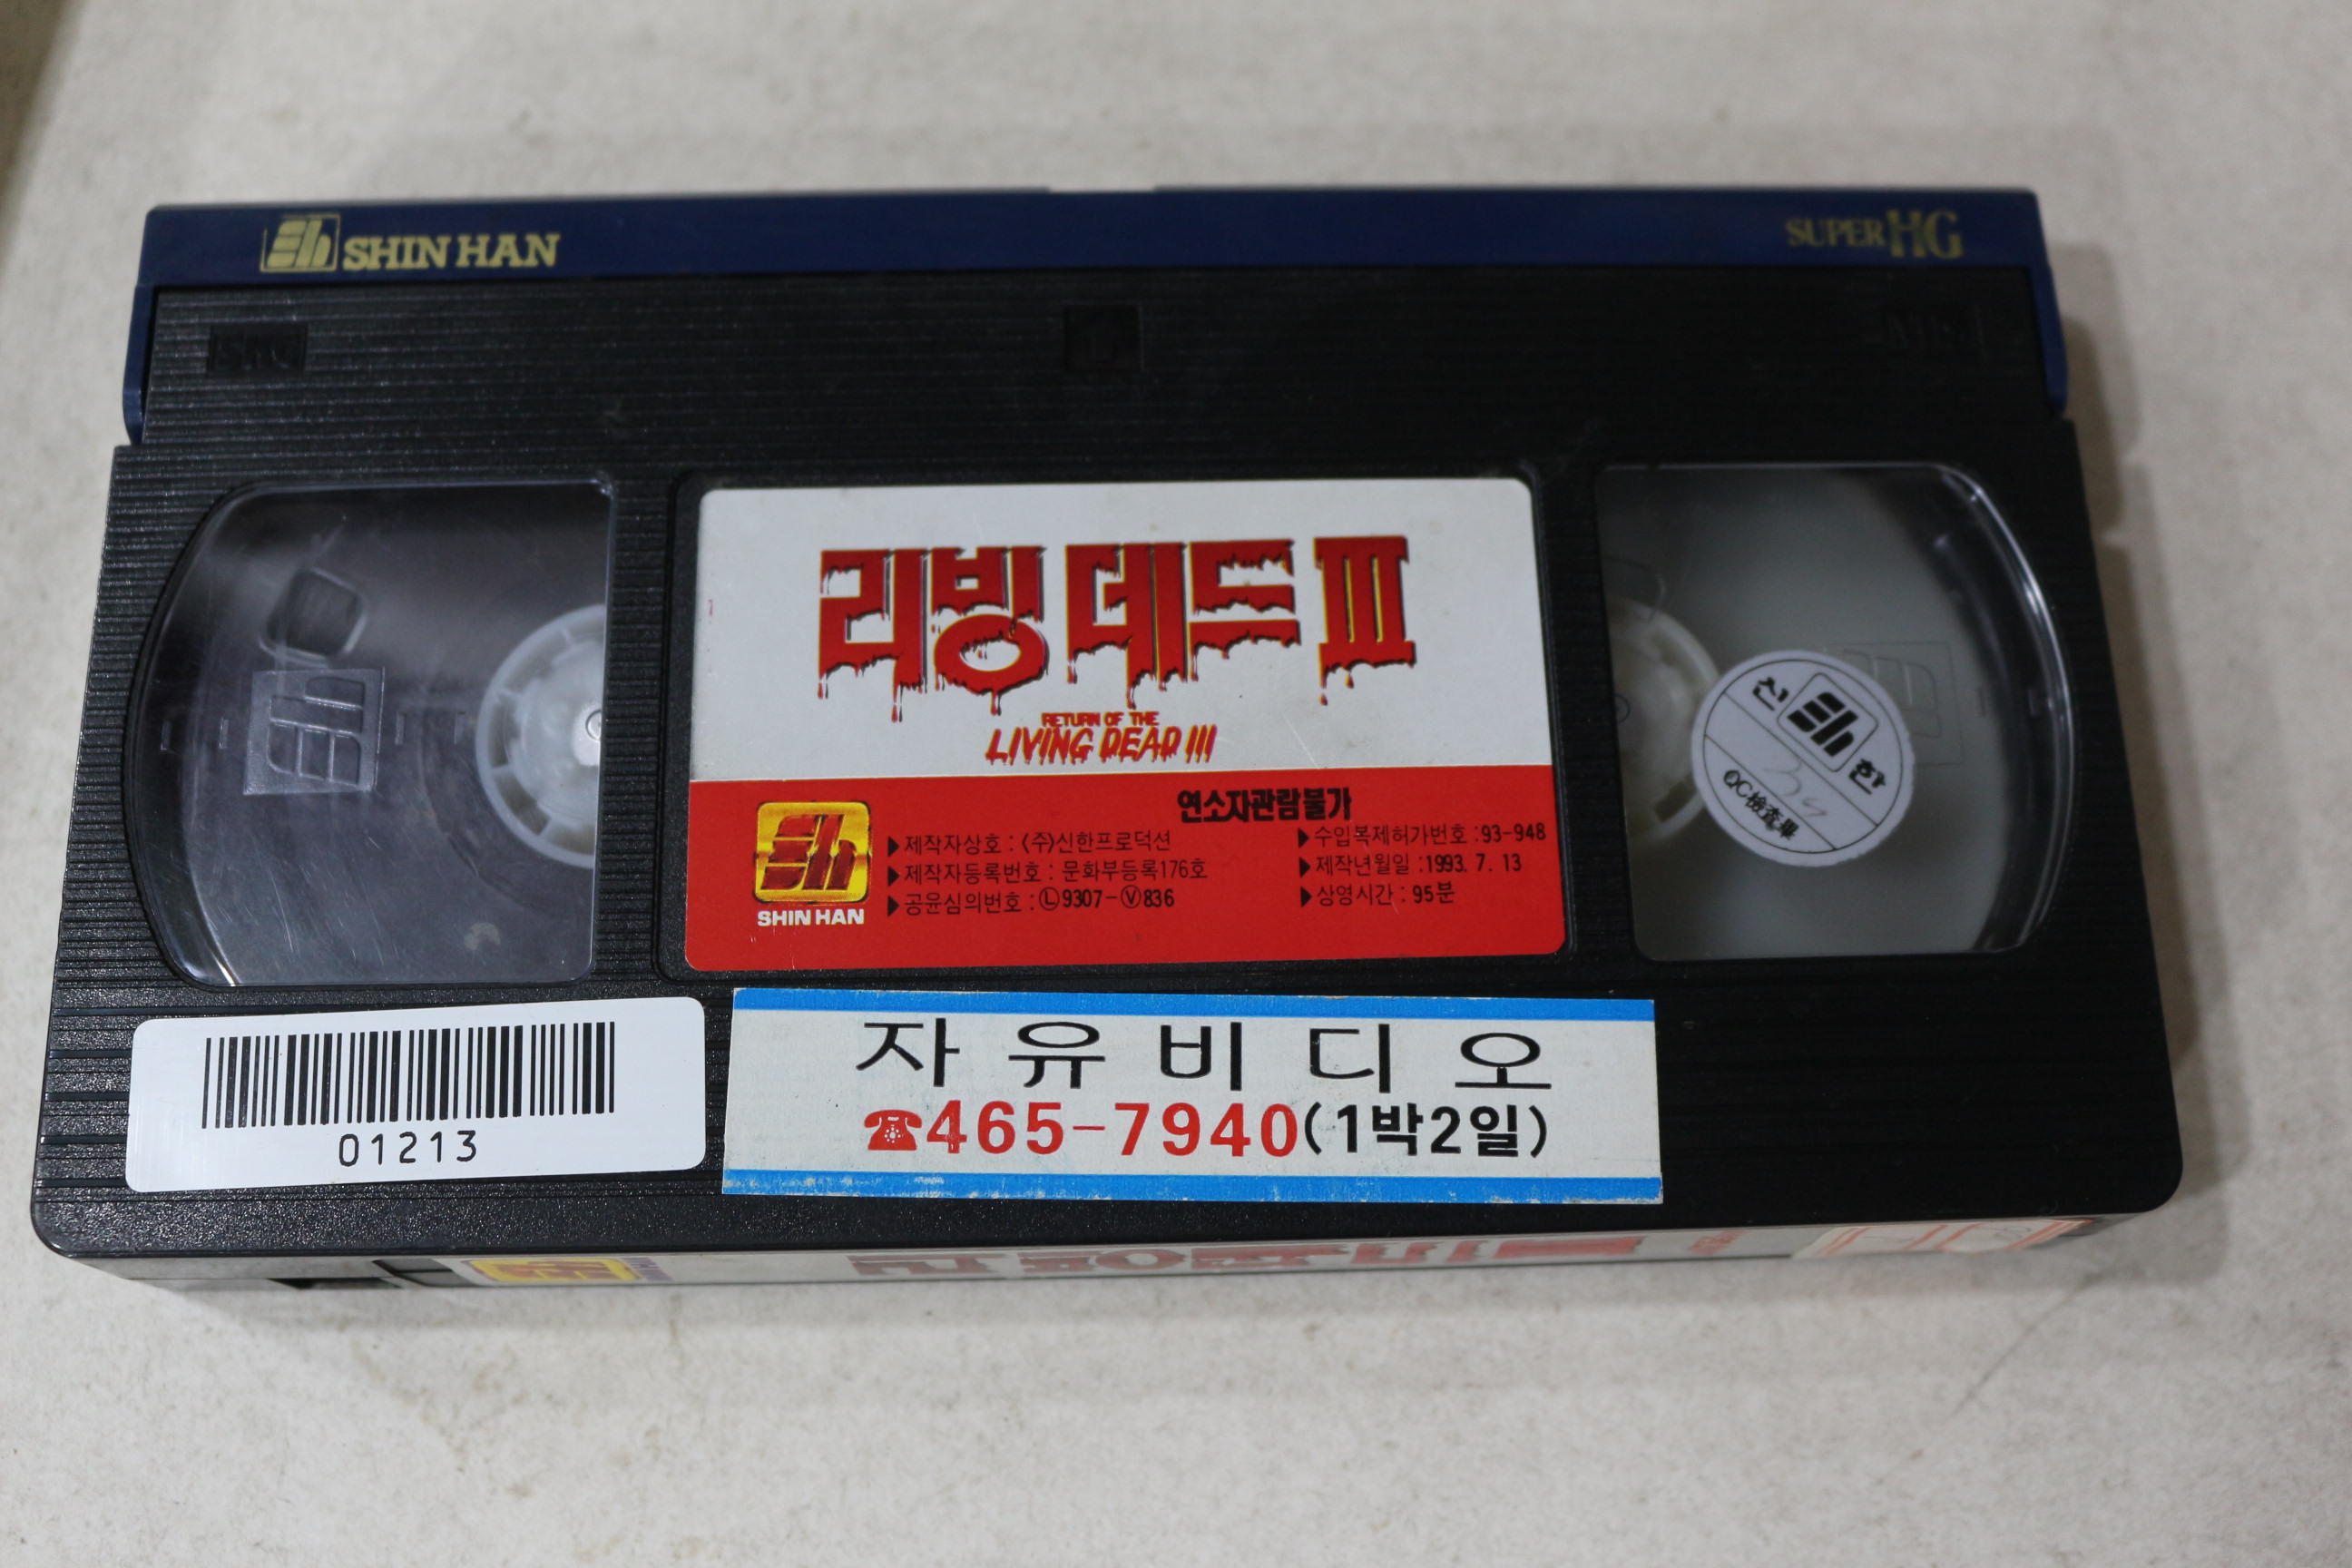 SHIN HAN
SUPER HG
SKC
리빙 데드 III
RETURN OF THE
LIVING DEAD III
연소자관람불가
▶제작자상호 : (주)신한프로덕션
▶제작자등록번호 : 문화부등록176호
▶공윤심의번호 : Ⓛ9307-Ⓥ836
▶수입복제허가번호 :93-948
▶제작년월일 :1993. 7. 13
▶상영시간 : 95분
SHIN HAN
신 한
QC檢査畢
01213
자유비디오
☎465-7940(1박2일)